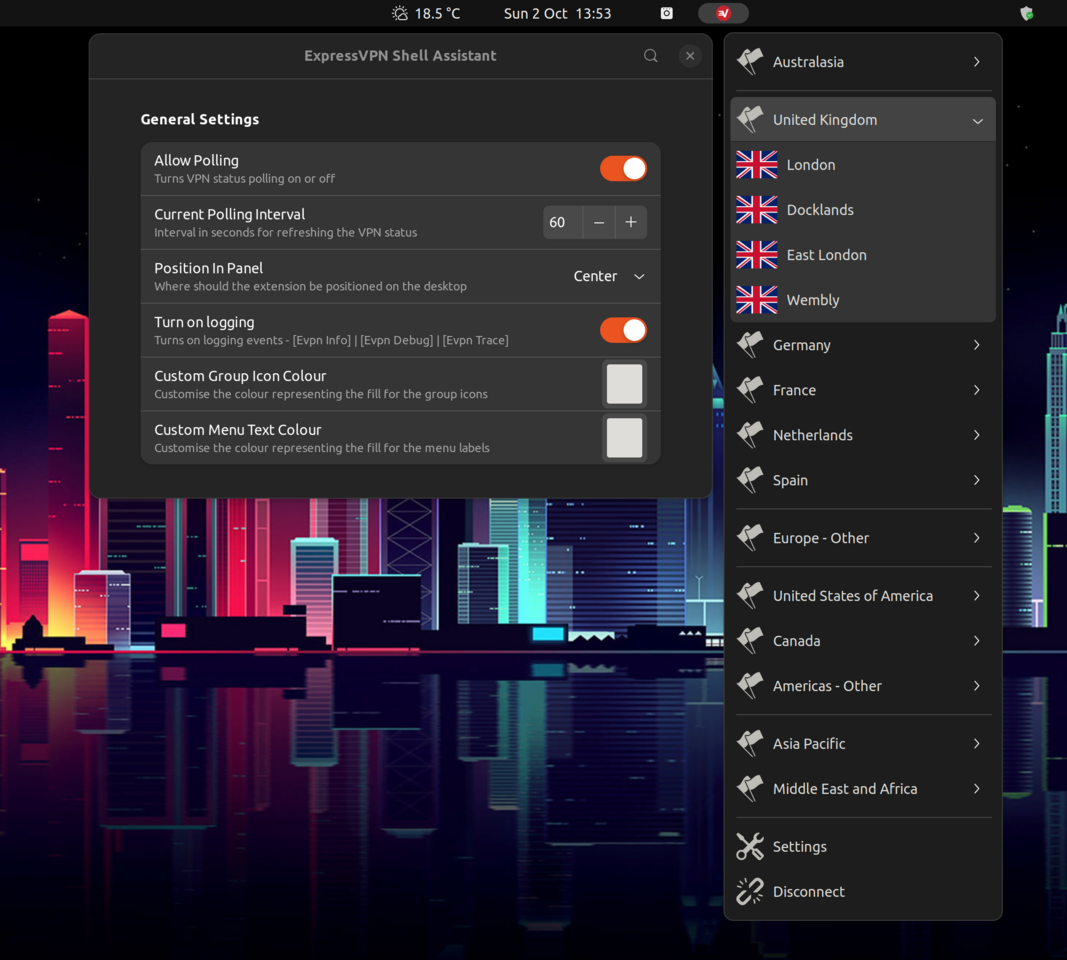 18.5 °C
Sun 2 Oct 13:53
ExpressVPN Shell Assistant
General Settings
Allow Polling
Turns VPN status polling on or off
Current Polling Interval
60
Interval in seconds for refreshing the VPN status
Position In Panel
Center
Where should the extension be positioned on the desktop
Turn on logging
Turns on logging events - [Evpn Info] | [Evpn Debug] | [Evpn Trace]
Custom Group Icon Colour
Customise the colour representing the fill for the group icons
Custom Menu Text Colour
Customise the colour representing the fill for the menu labels
Australasia
United Kingdom
London
Docklands
East London
Wembly
Germany
France
Netherlands
Spain
Europe - Other
United States of America
Canada
Americas - Other
Asia Pacific
Middle East and Africa
Settings
Disconnect